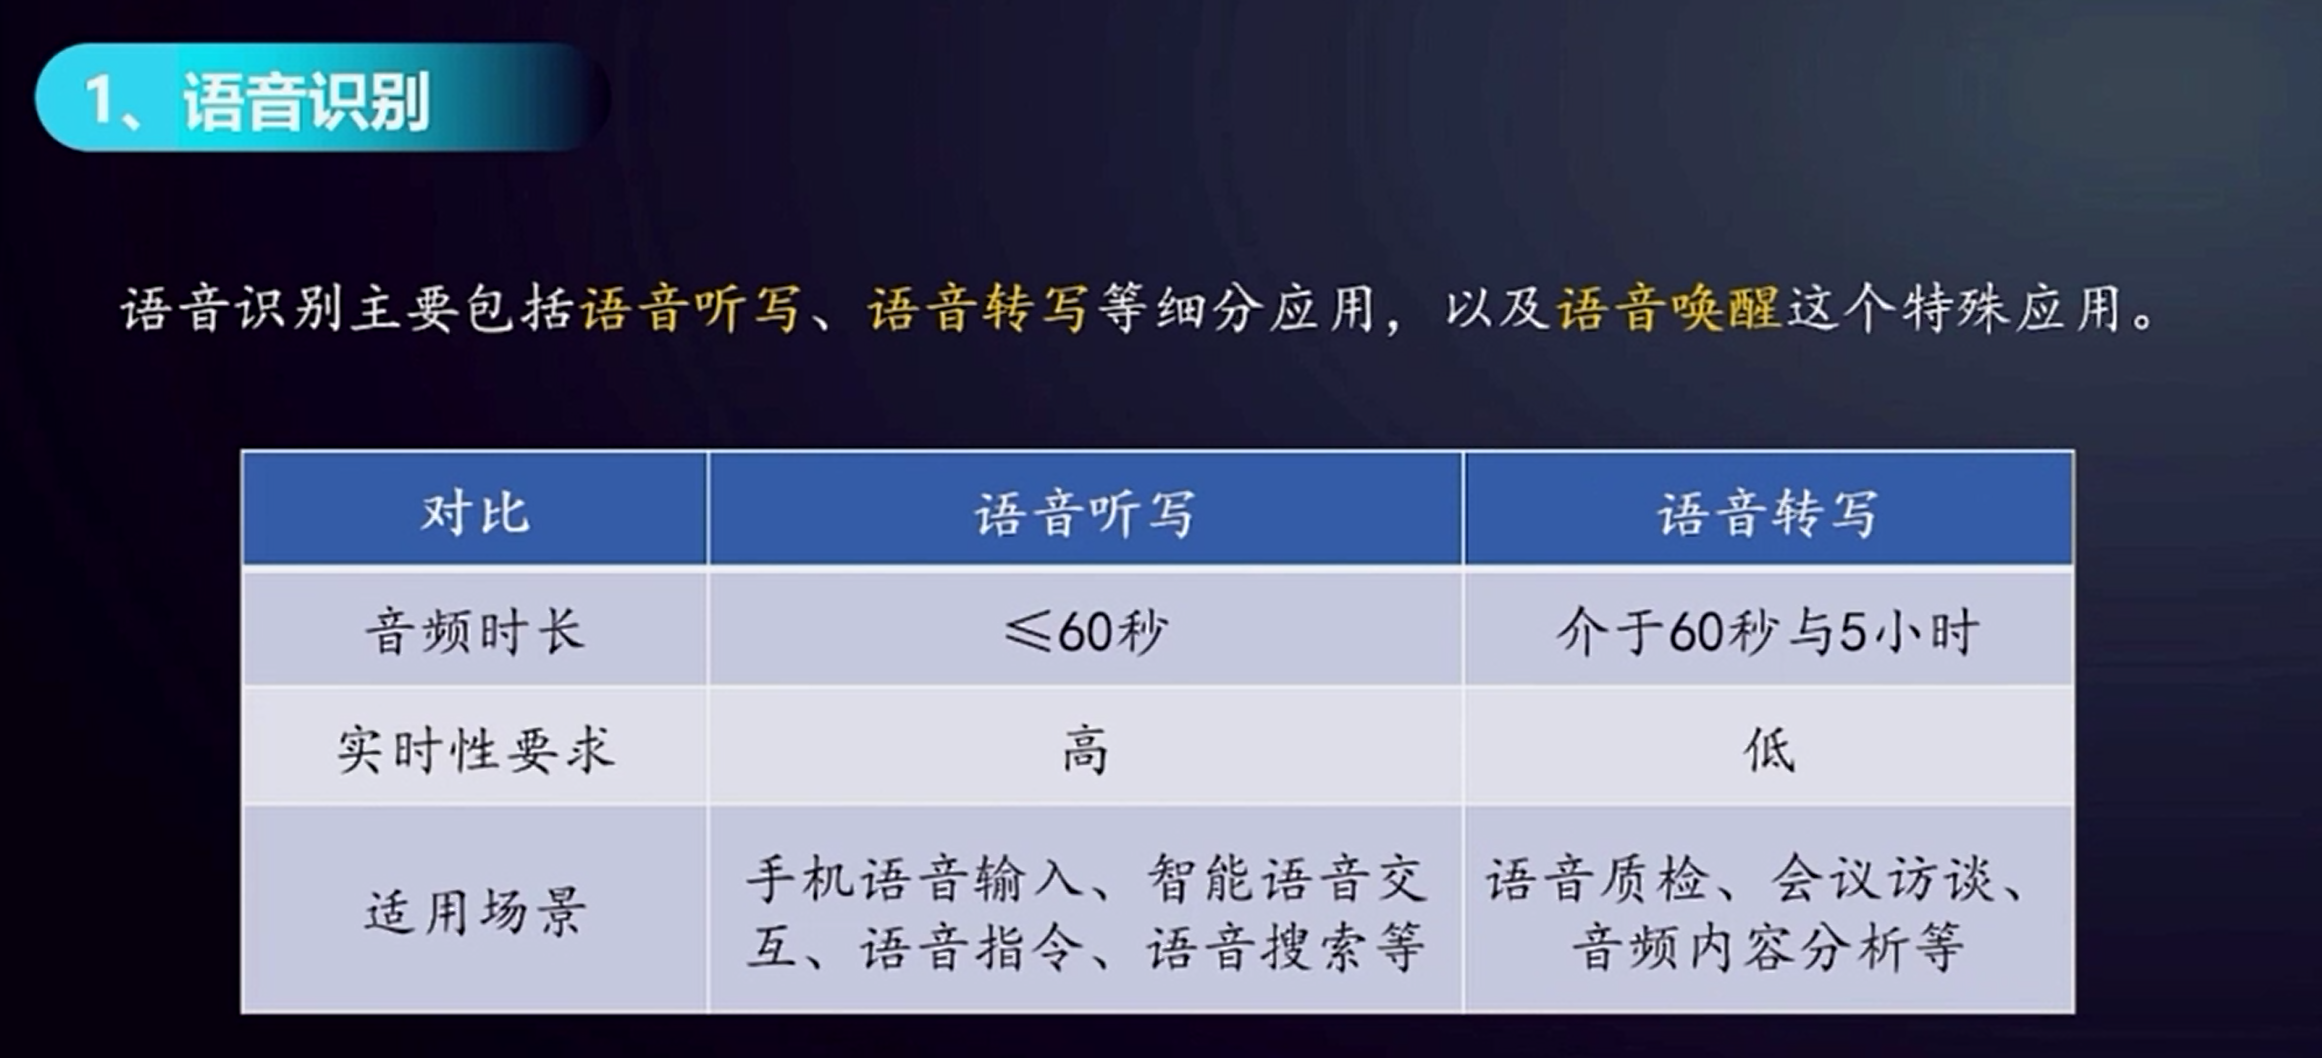 1、语音识别
语音识别主要包括语音听写、语音转写等细分应用，以及语音唤醒这个特殊应用。
对比 语音听写 语音转写
音频时长 ≤60秒 介于60秒与5小时
实时性要求 高 低
适用场景
手机语音输入、智能语音交
互、语音指令、语音搜索等
语音质检、会议访谈、
音频内容分析等